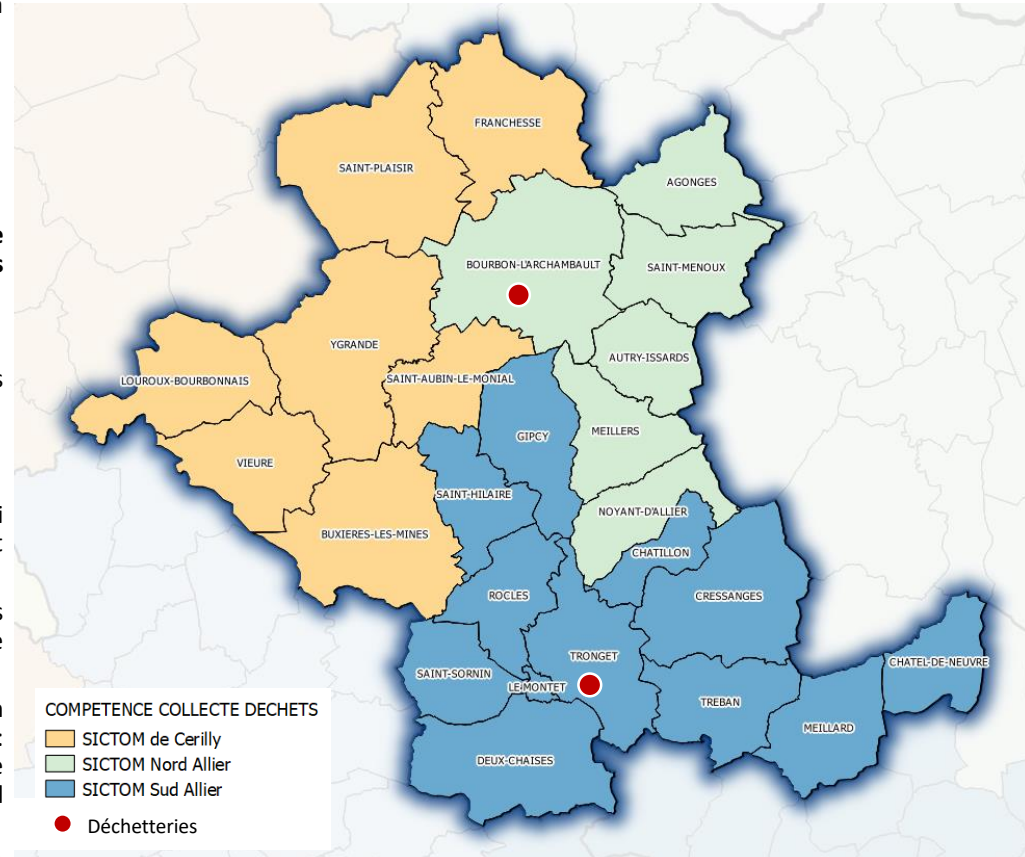 FRANCHESSE
SAINT-PLAISIR
AGONGES
BOURBON-L'ARCHAMBAULT
SAINT-MENOUX
YGRANDE
AUTRY-ISSARDS
LOUROUX-BOURBONNAIS
SAINT-AUBIN-LE-MONIAL
MEILLERS
GIPCY
VIEURE
SAINT-HILAIRE
NOYANT-D'ALLIER
BUXIERES-LES-MINES
CHATILLON
ROCLES
CRESSANGES
TRONGET
CHATEL-DE-NEUVRE
SAINT-SORNIN
LE-MONTET
TREBAN
MEILLARD
DEUX-CHAISES
COMPETENCE COLLECTE DECHETS
SICTOM de Cerilly
SICTOM Nord Allier
SICTOM Sud Allier
Déchetteries